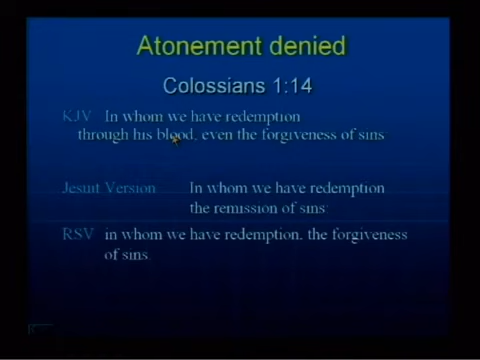 Atonement denied
Colossians 1:14
KJV In whom we have redemption
through his blood, even the forgiveness of sins:
Jesuit Version In whom we have redemption
the remission of sins:
RSV in whom we have redemption, the forgiveness
of sins.